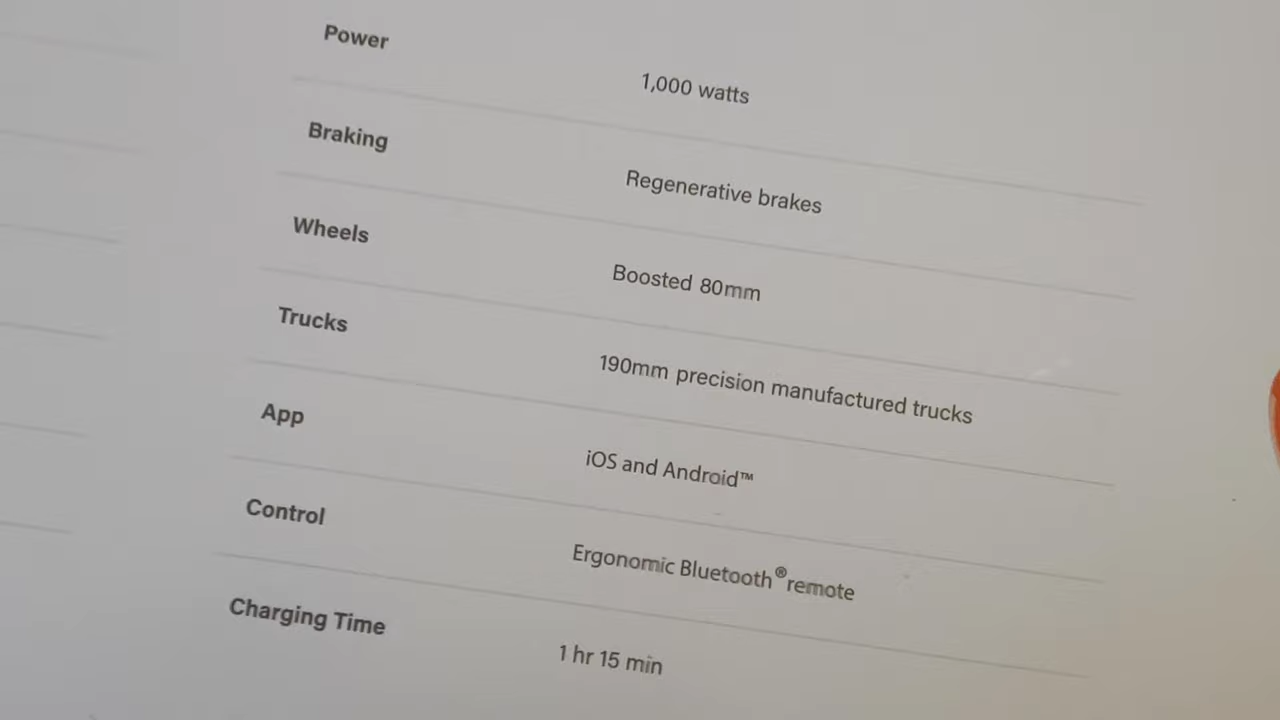 Power 1,000 watts
Braking Regenerative brakes
Wheels Boosted 80mm
Trucks 190mm precision manufactured trucks
App iOS and Android™
Control Ergonomic Bluetooth® remote
Charging Time 1 hr 15 min